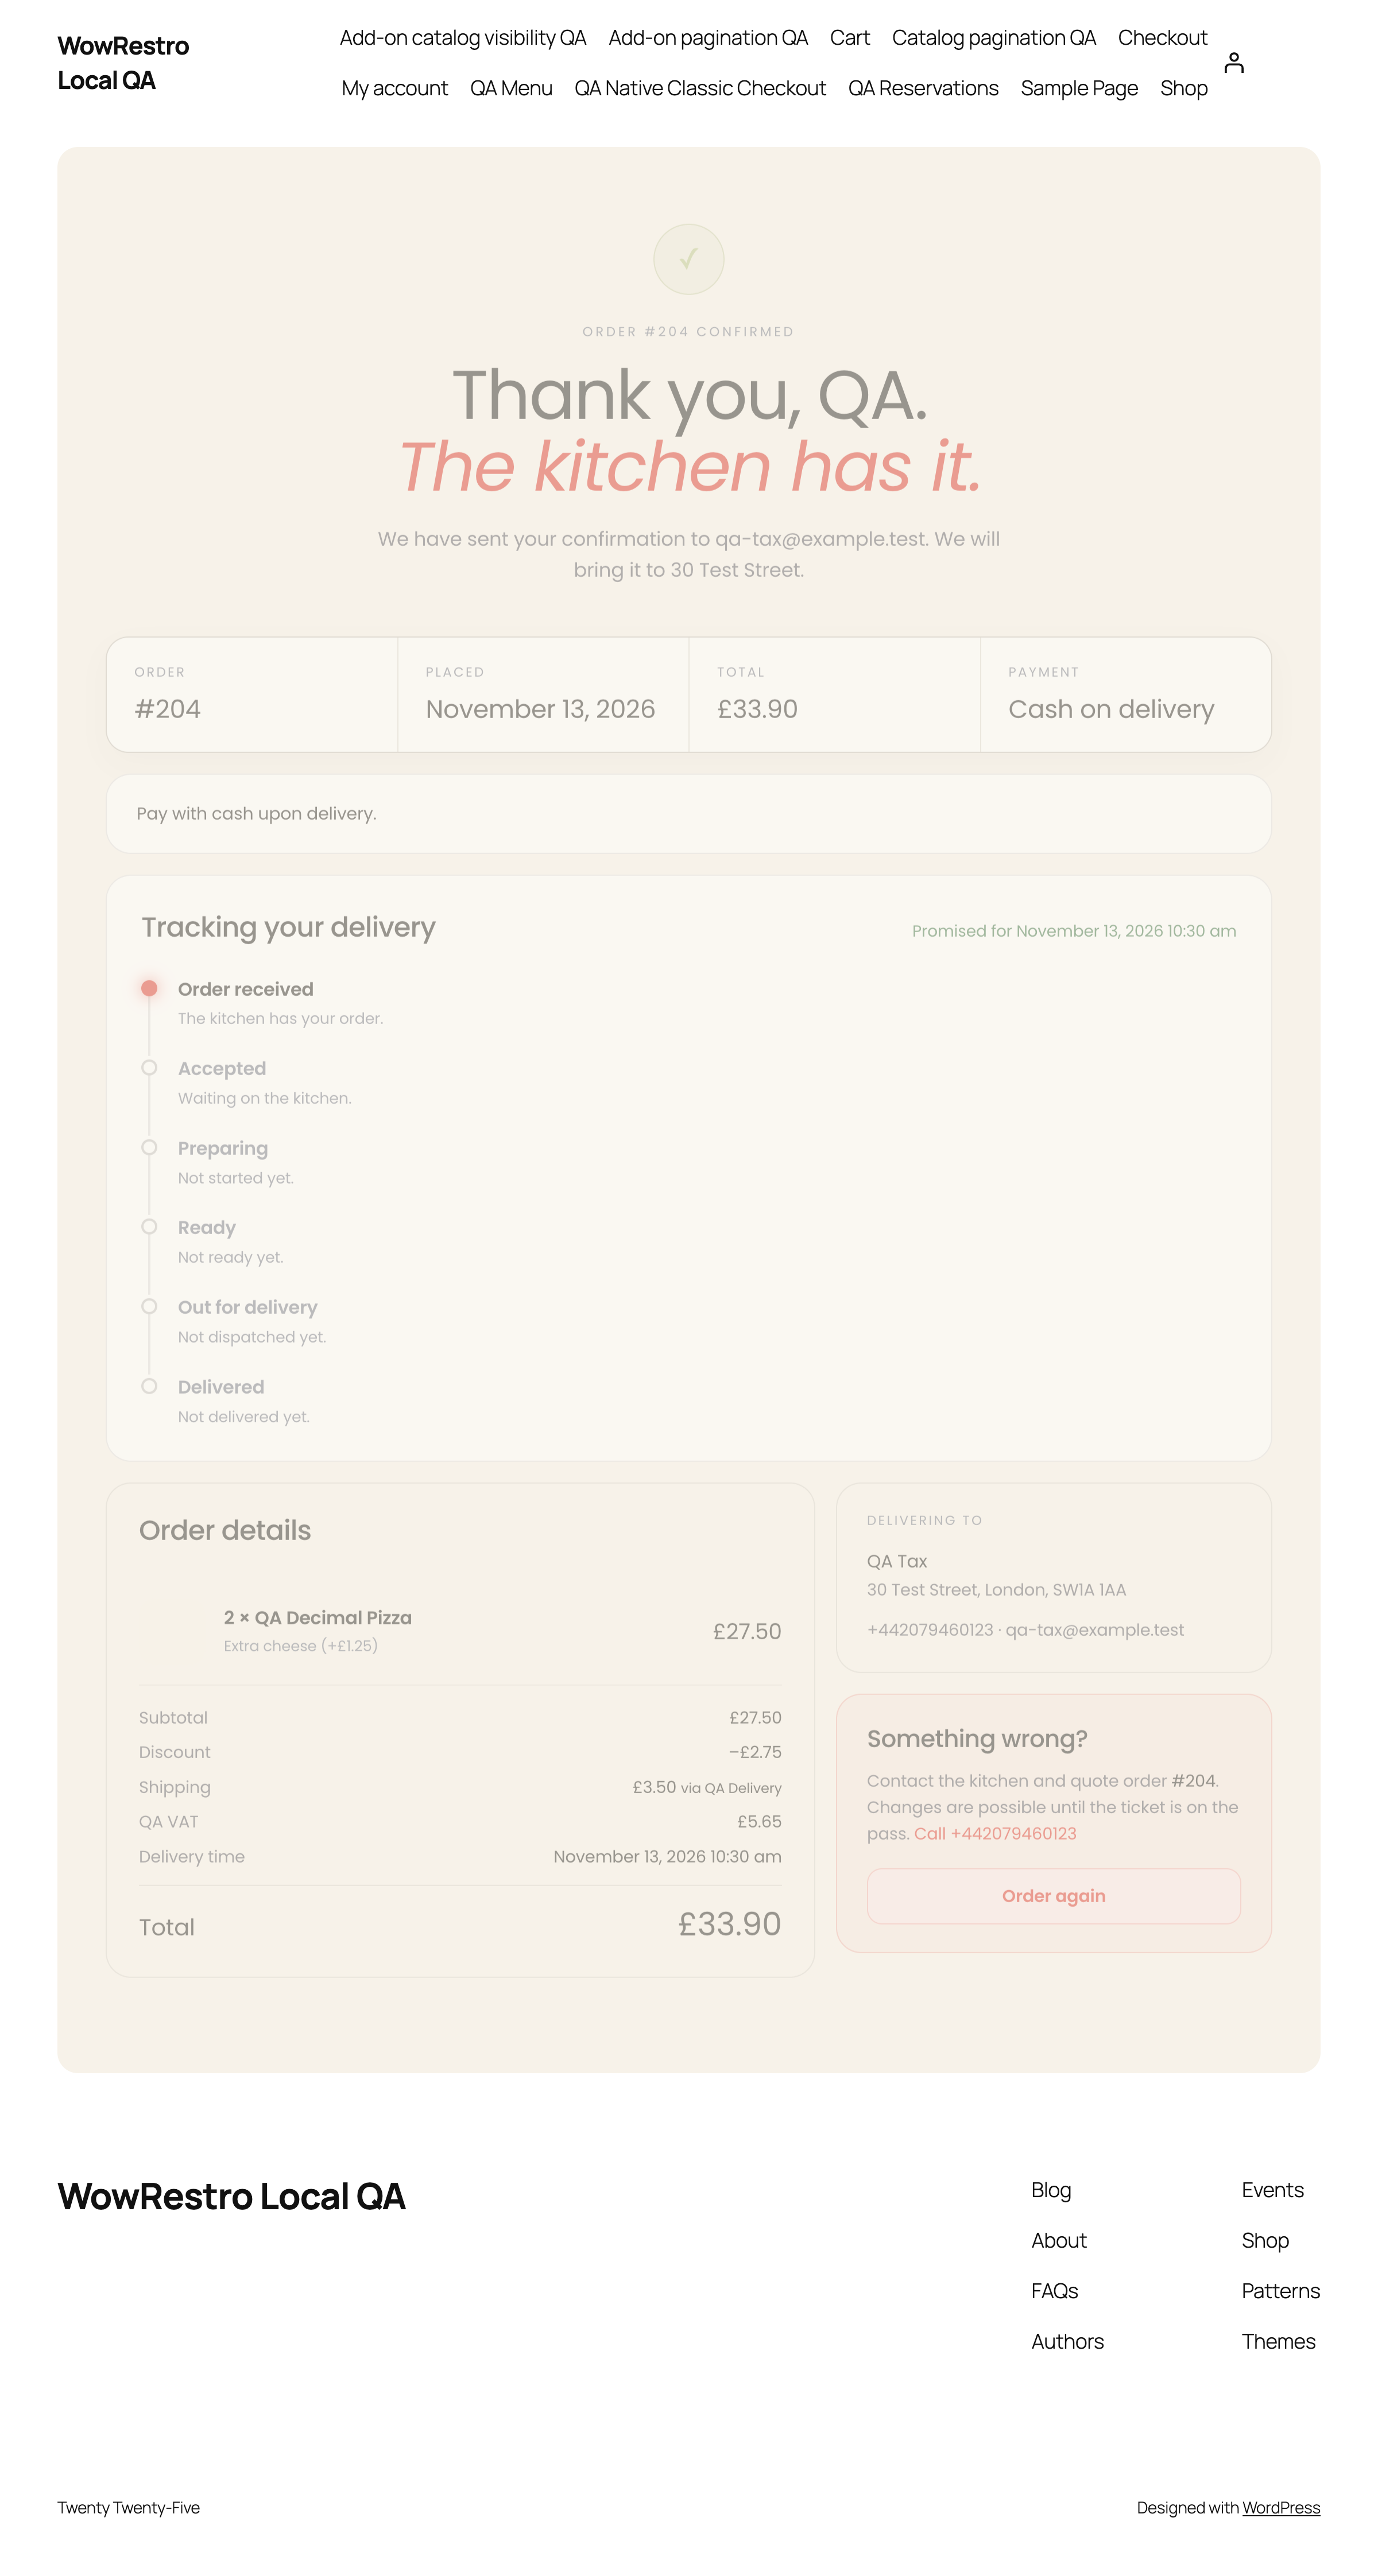 WowRestro
Local QA
Add-on catalog visibility QA Add-on pagination QA Cart Catalog pagination QA Checkout
My account QA Menu QA Native Classic Checkout QA Reservations Sample Page Shop
ORDER #204 CONFIRMED
Thank you, QA.
The kitchen has it.
We have sent your confirmation to qa-tax@example.test. We will
bring it to 30 Test Street.
ORDER
#204
PLACED
November 13, 2026
TOTAL
£33.90
PAYMENT
Cash on delivery
Pay with cash upon delivery.
Tracking your delivery
Promised for November 13, 2026 10:30 am
Order received
The kitchen has your order.
Accepted
Waiting on the kitchen.
Preparing
Not started yet.
Ready
Not ready yet.
Out for delivery
Not dispatched yet.
Delivered
Not delivered yet.
Order details
2 × QA Decimal Pizza
Extra cheese (+£1.25)
£27.50
Subtotal £27.50
Discount −£2.75
Shipping £3.50 via QA Delivery
QA VAT £5.65
Delivery time November 13, 2026 10:30 am
Total £33.90
DELIVERING TO
QA Tax
30 Test Street, London, SW1A 1AA
+442079460123 · qa-tax@example.test
Something wrong?
Contact the kitchen and quote order #204.
Changes are possible until the ticket is on the
pass. Call +442079460123
Order again
WowRestro Local QA
Blog
About
FAQs
Authors
Events
Shop
Patterns
Themes
Twenty Twenty-Five
Designed with WordPress